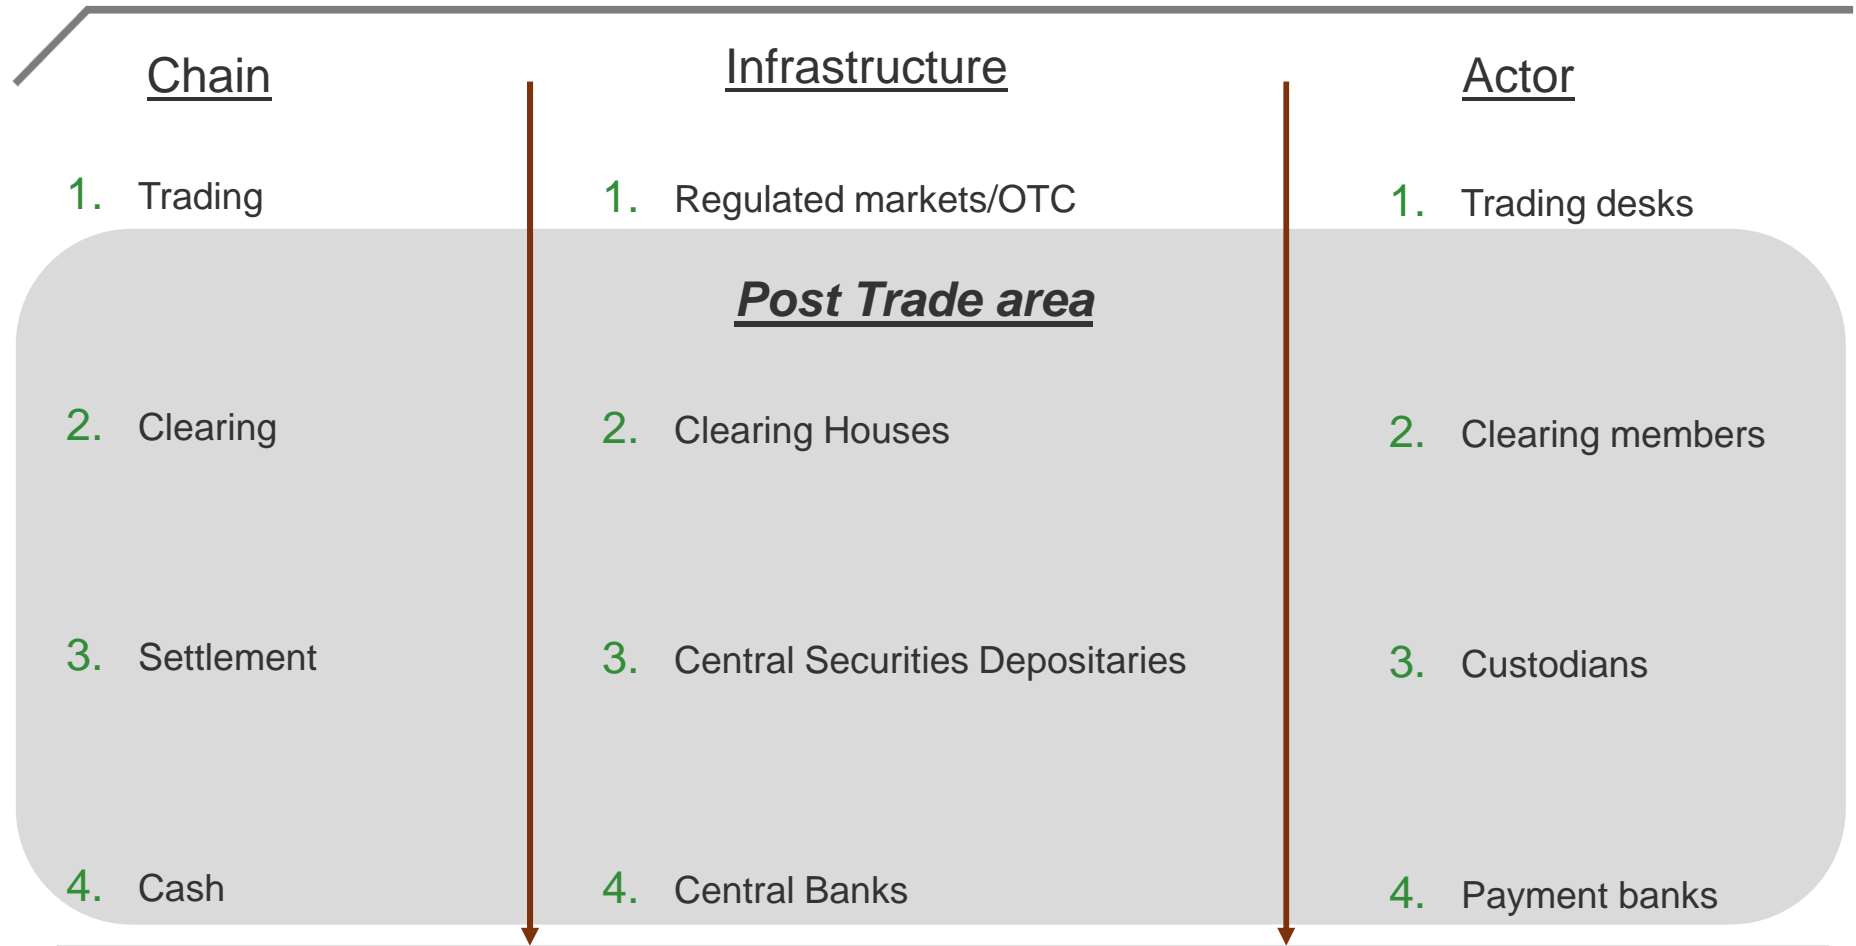 Chain Infrastructure Actor
1. Trading 1. Regulated markets/OTC 1. Trading desks
Post Trade area
2. Clearing 2. Clearing Houses 2. Clearing members
3. Settlement 3. Central Securities Depositaries 3. Custodians
4. Cash 4. Central Banks 4. Payment banks